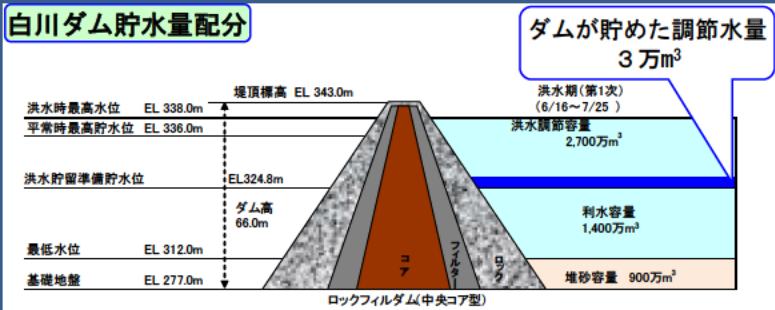 白川ダム貯水量配分
ダムが貯めた調節水量
3万m³
堤頂標高 EL 343.0m
洪水期(第1次)
(6/16～7/25 )
洪水時最高水位 EL 338.0m
平常時最高貯水位 EL 336.0m
洪水調節容量
2,700万m³
洪水貯留準備貯水位 EL324.8m
ダム高
66.0m
利水容量
1,400万m³
最低水位 EL 312.0m
基礎地盤 EL 277.0m
コア
フィルター
ロック
堆砂容量 900万m³
ロックフィルダム(中央コア型)